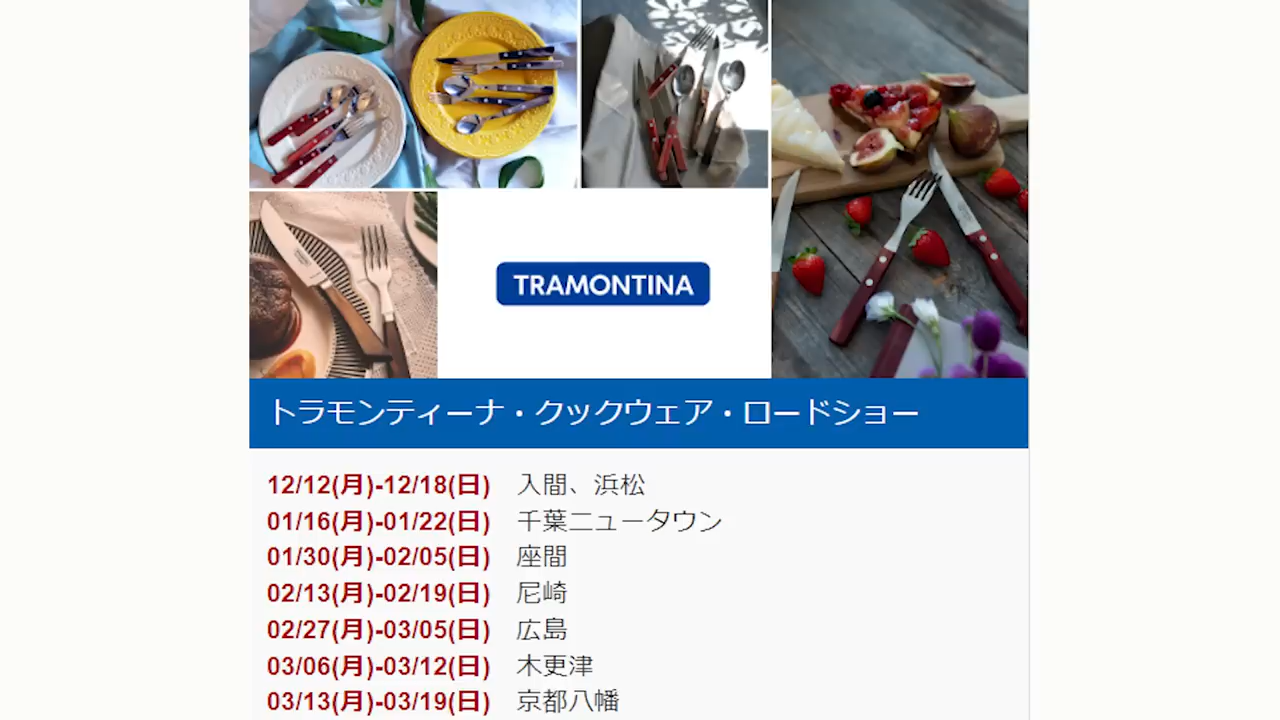 TRAMONTINA
トラモンティーナ・クックウェア・ロードショー
12/12(月)-12/18(日) 入間、浜松
01/16(月)-01/22(日) 千葉ニュータウン
01/30(月)-02/05(日) 座間
02/13(月)-02/19(日) 尼崎
02/27(月)-03/05(日) 広島
03/06(月)-03/12(日) 木更津
03/13(月)-03/19(日) 京都八幡